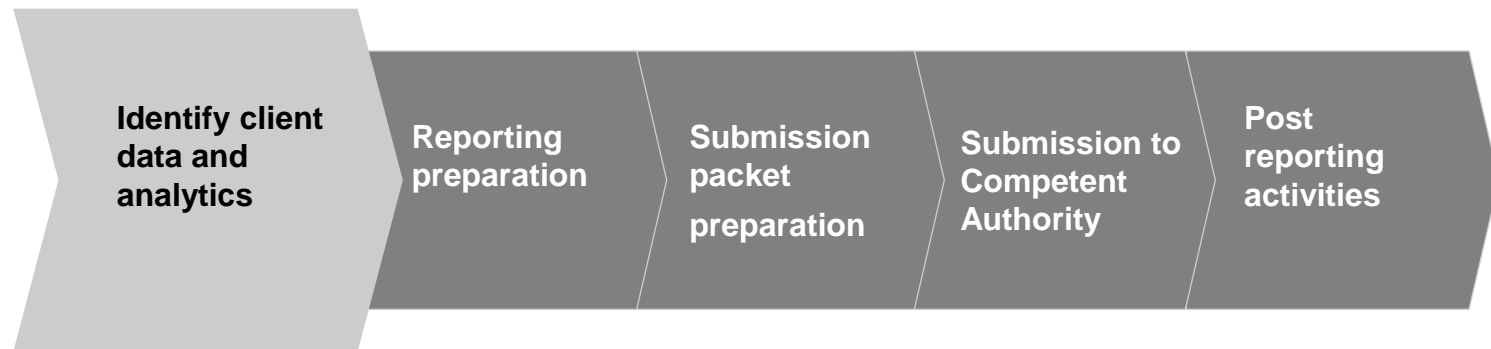 Identify client
data and
analytics
Reporting
preparation
Submission
packet
preparation
Submission to
Competent
Authority
Post
reporting
activities